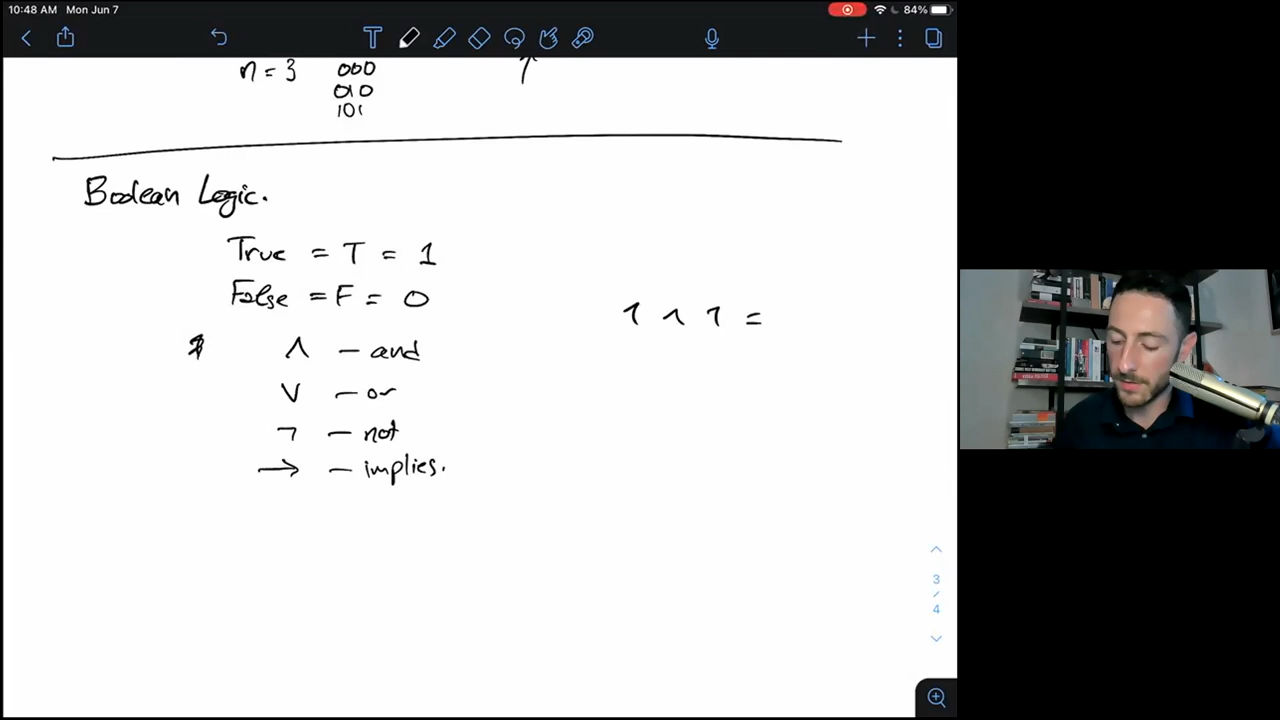 10:48 AM Mon Jun 7
84%
n = 3 000
010
101
Boolean Logic.
True = T = 1
False = F = 0
1 ∧ 1 =
∧ – and
∨ – or
¬ – not
→ – implies.
3
/
4